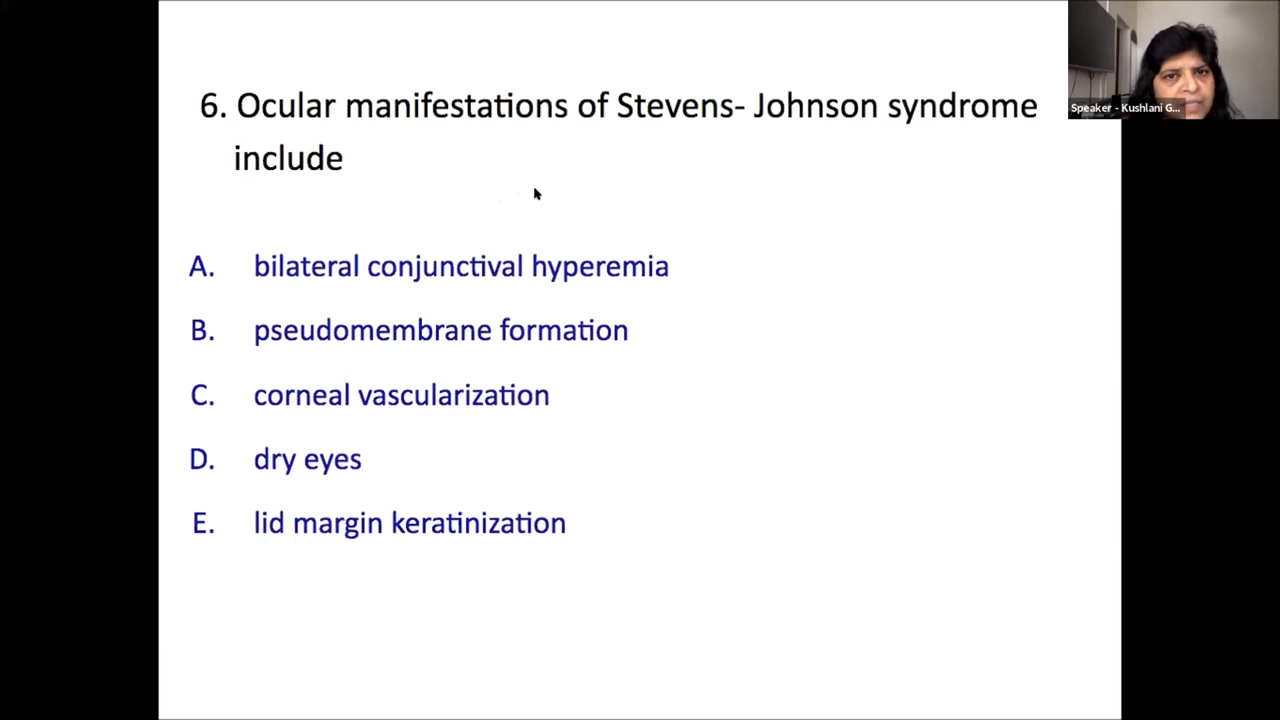 6. Ocular manifestations of Stevens- Johnson syndrome
include
A. bilateral conjunctival hyperemia
B. pseudomembrane formation
C. corneal vascularization
D. dry eyes
E. lid margin keratinization
Speaker - Kushlani G...